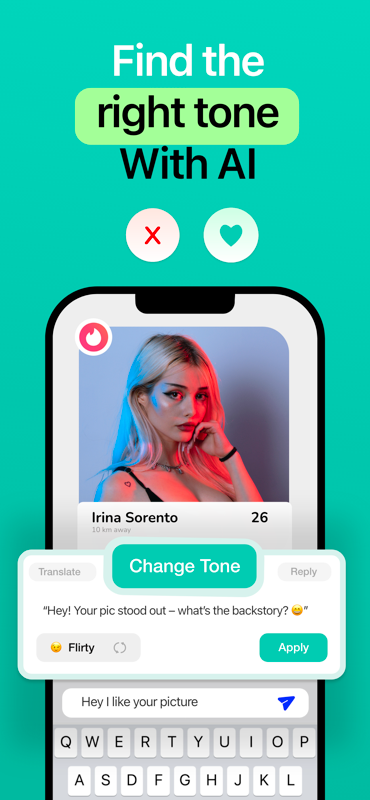 Find the
right tone
With AI
Irina Sorento 26
10 km away
Translate Change Tone Reply
“Hey! Your pic stood out – what's the backstory? 😄”
😉 Flirty Apply
Hey I like your picture
Q W E R T Y U I O P
A S D F G H J K L